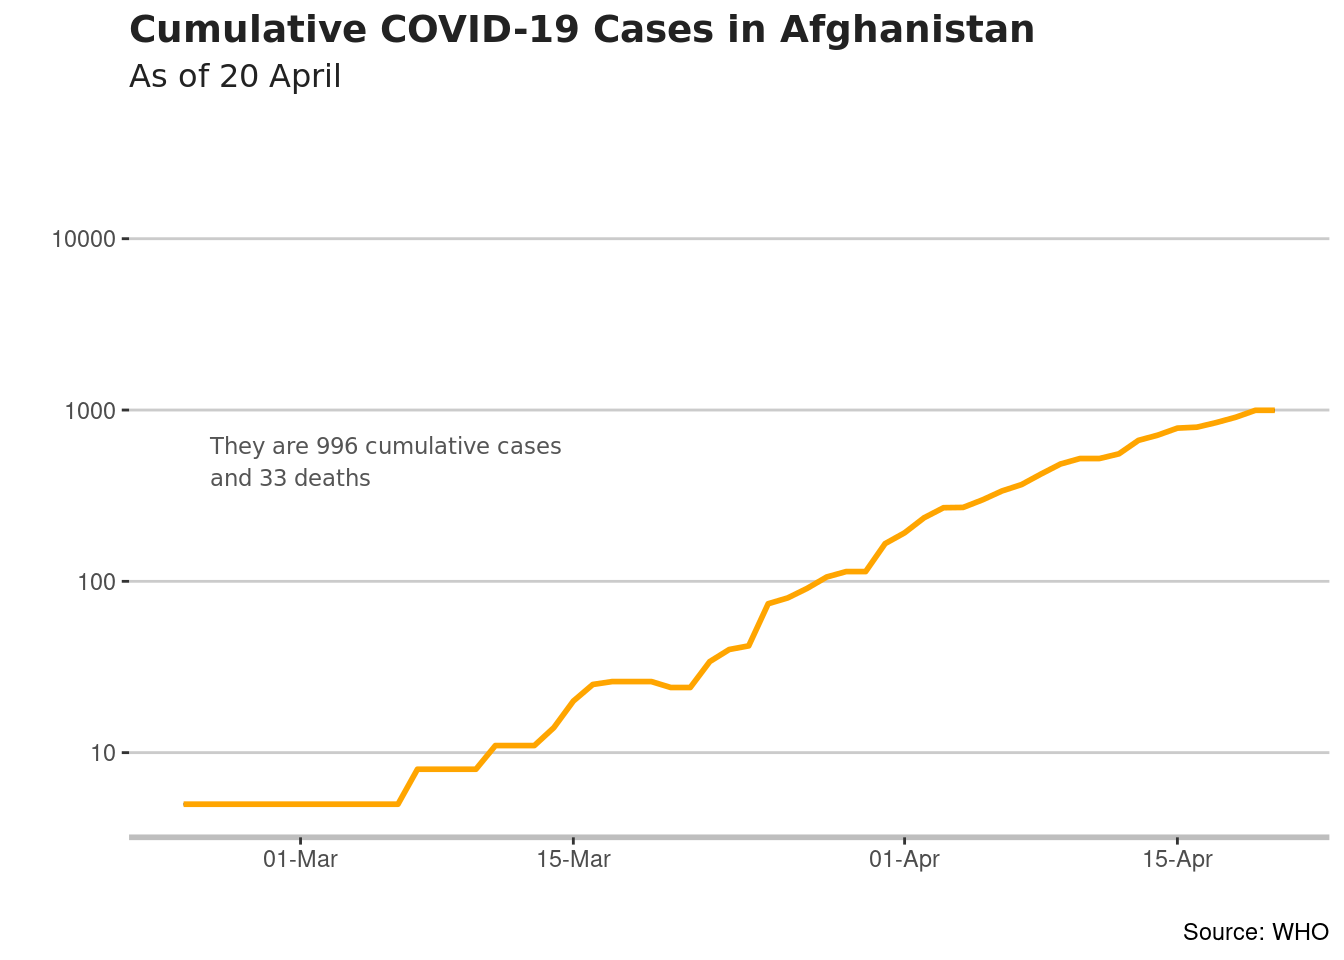 Cumulative COVID-19 Cases in Afghanistan
As of 20 April
10000
1000
They are 996 cumulative cases
and 33 deaths
100
10
01-Mar
15-Mar
01-Apr
15-Apr
Source: WHO